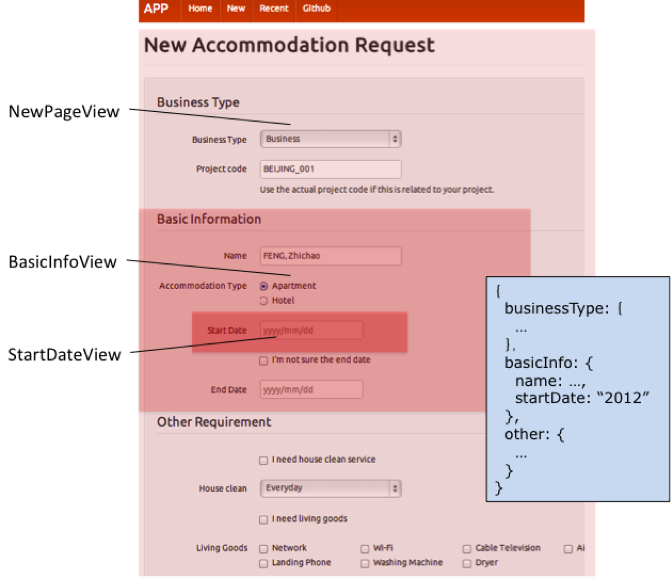 APP Home New Recent Github
New Accommodation Request
Business Type
NewPageView
Business Type Business
Project code BEIJING_001
Use the actual project code if this is related to your project.
Basic Information
Name FENG, Zhichao
BasicInfoView
Accommodation Type Apartment
Hotel
Start Date yyyy/mm/dd
StartDateView
I'm not sure the end date
End Date yyyy/mm/dd
Other Requirement
I need house clean service
House clean Everyday
I need living goods
Living Goods Network Wi-Fi Cable Television Ai
Landing Phone Washing Machine Dryer
{
businessType: {
…
},
basicInfo: {
name: …,
startDate: “2012”
},
other: {
…
}
}